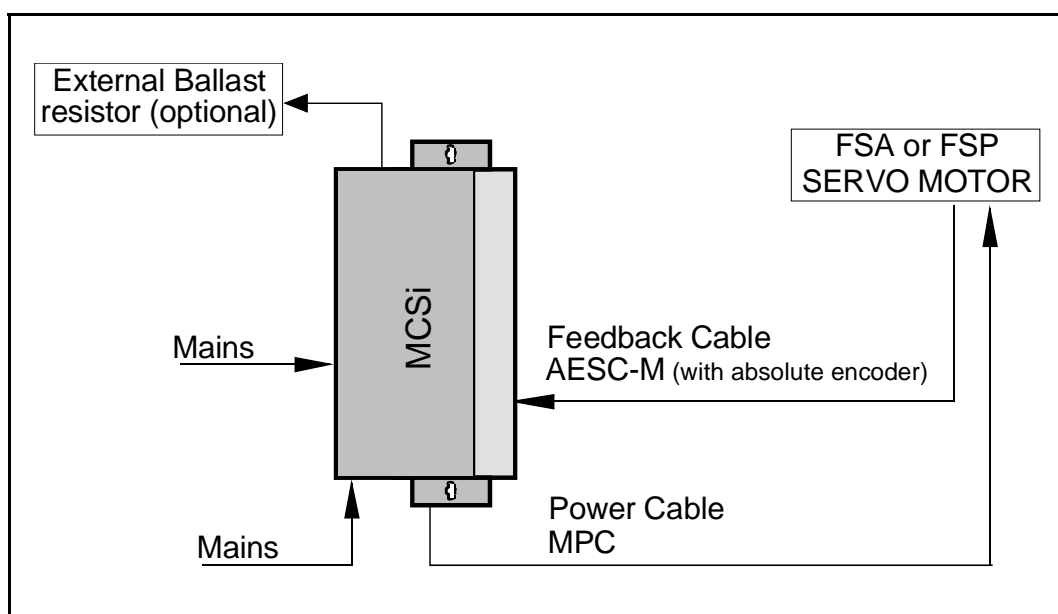 External Ballast
resistor (optional)
FSA or FSP
SERVO MOTOR
MCSi
Mains
Feedback Cable
AESC-M (with absolute encoder)
Power Cable
MPC
Mains